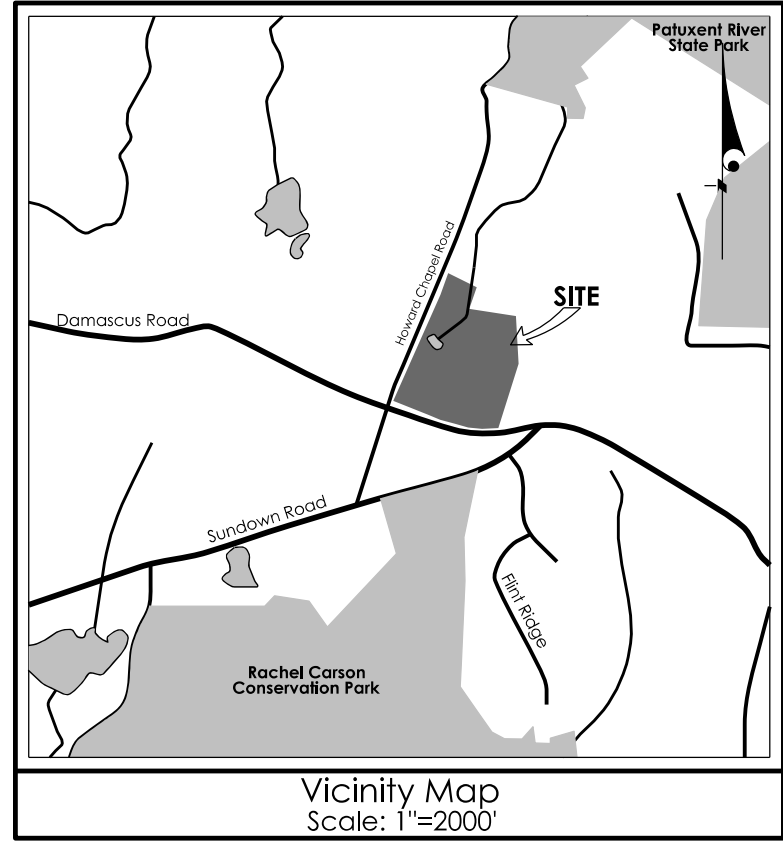 Patuxent River
State Park
Howard Chapel Road
SITE
Damascus Road
Sundown Road
Flint Ridge
Rachel Carson
Conservation Park
Vicinity Map
Scale: 1"=2000'